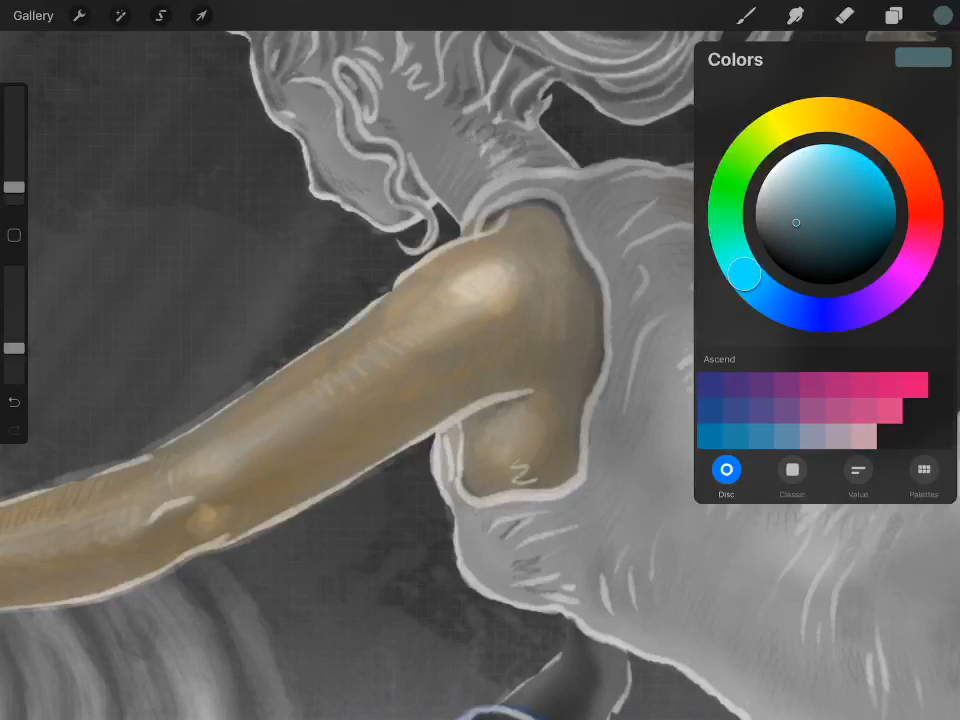 Gallery
Colors
Ascend
Disc
Classic
Value
Palettes